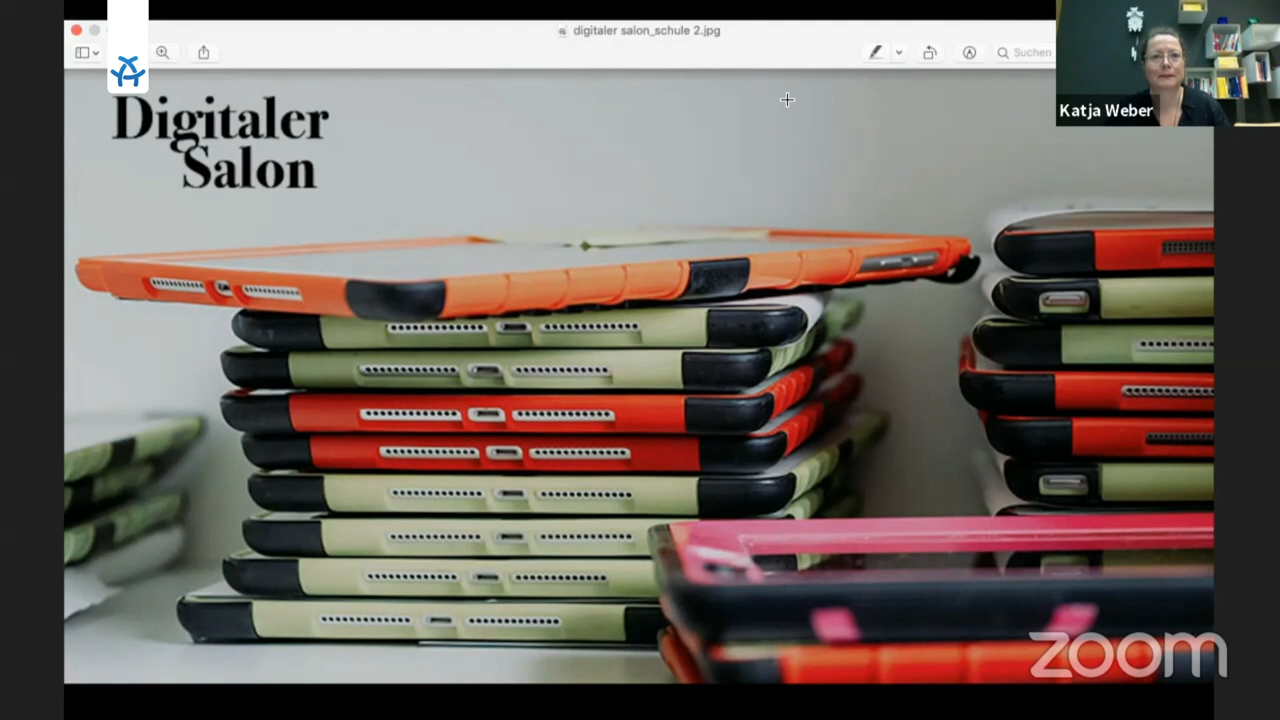 digitaler salon_schule 2.jpg
Suchen
Katja Weber
Digitaler
Salon
zoom